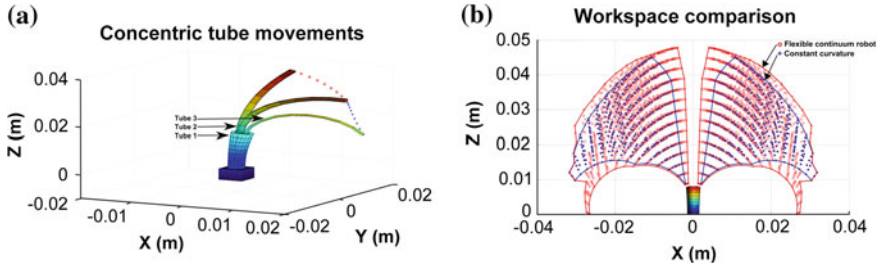 (a)
Concentric tube movements
Tube 3
Tube 2
Tube 1
0.04
0.02
0
-0.02
Z (m)
-0.01
0
0.01
0.02
X (m)
-0.02
0
0.02
Y (m)
(b)
Workspace comparison
Flexible continuum robot
Constant curvature
0.05
0.04
0.03
0.02
0.01
0
Z (m)
-0.04
-0.02
0
0.02
0.04
X (m)